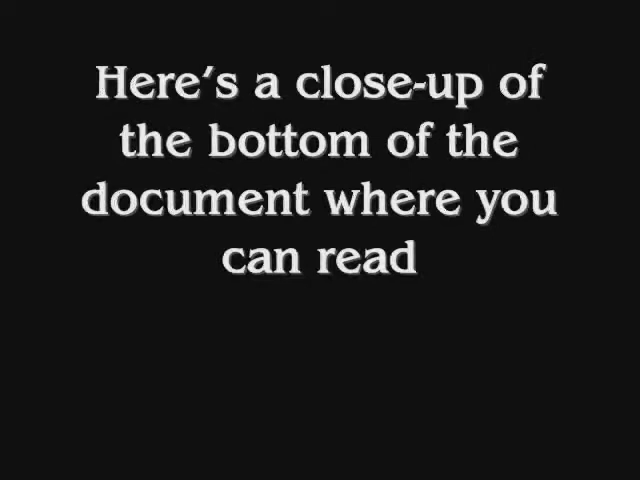 Here's a close-up of
the bottom of the
document where you
can read